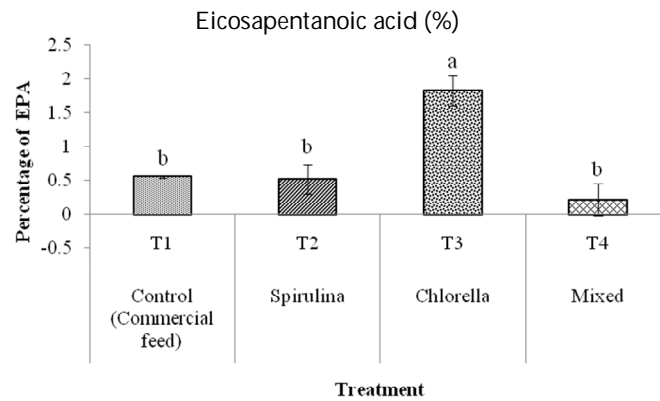 Eicosapentanoic acid (%)
Percentage of EPA
2.5
2
1.5
1
0.5
0
-0.5
b
b
a
b
T1
T2
T3
T4
Control
(Commercial
feed)
Spirulina
Chlorella
Mixed
Treatment